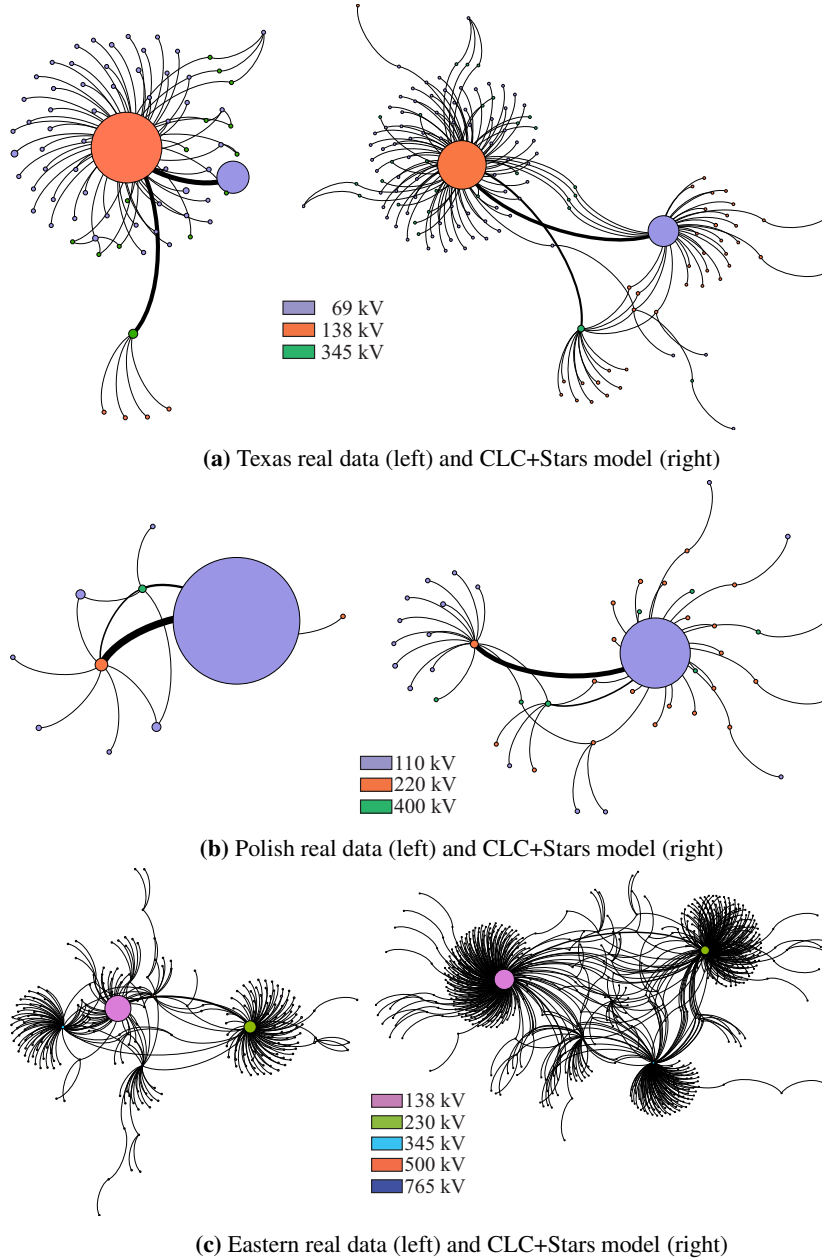 69 kV
138 kV
345 kV
(a) Texas real data (left) and CLC+Stars model (right)
110 kV
220 kV
400 kV
(b) Polish real data (left) and CLC+Stars model (right)
138 kV
230 kV
345 kV
500 kV
765 kV
(c) Eastern real data (left) and CLC+Stars model (right)